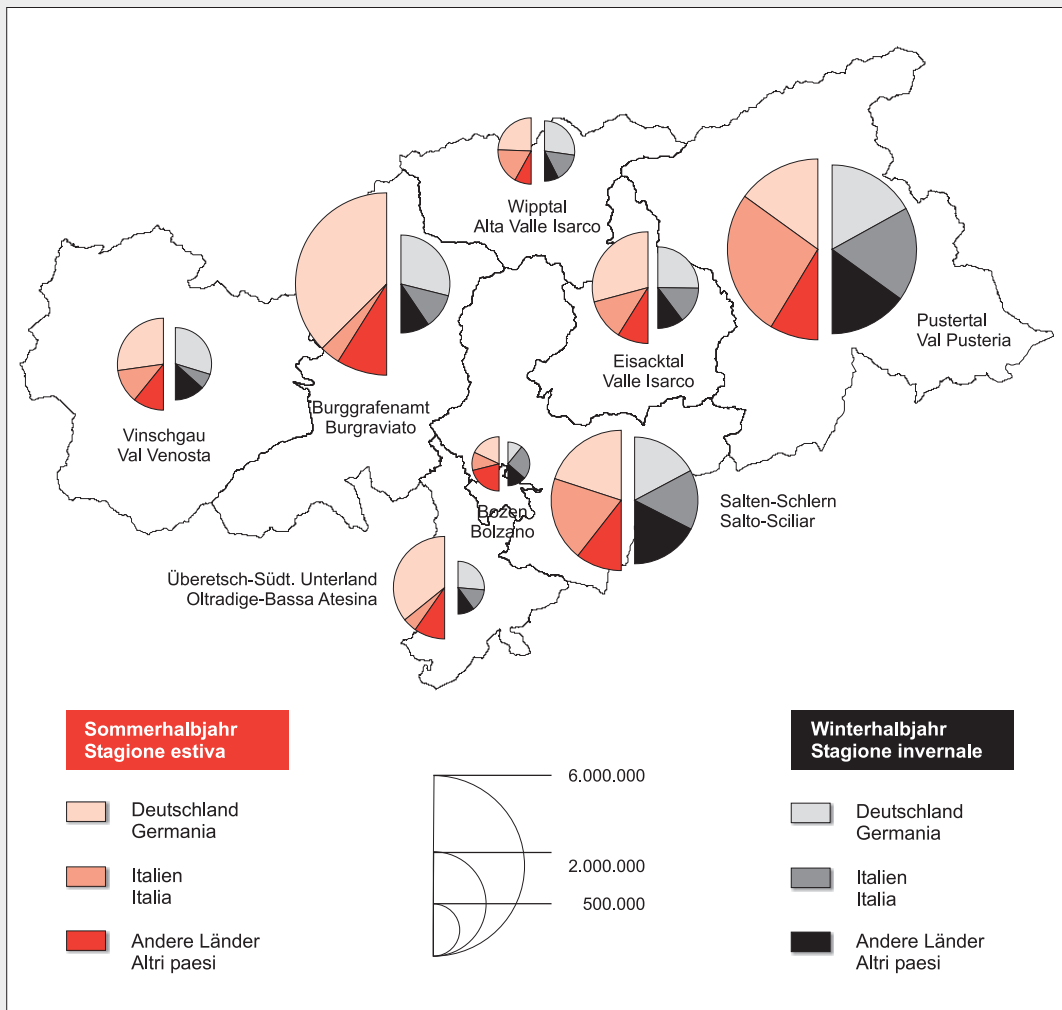 Wipptal
Alta Valle Isarco
Pustertal
Val Pusteria
Eisacktal
Valle Isarco
Burggrafenamt
Burgraviato
Vinschgau
Val Venosta
Salten-Schlern
Salto-Sciliar
Bozen
Bolzano
Überetsch-Südt. Unterland
Oltradige-Bassa Atesina
Sommerhalbjahr
Stagione estiva
Deutschland
Germania
Italien
Italia
Andere Länder
Altri paesi
6.000.000
2.000.000
500.000
Winterhalbjahr
Stagione invernale
Deutschland
Germania
Italien
Italia
Andere Länder
Altri paesi